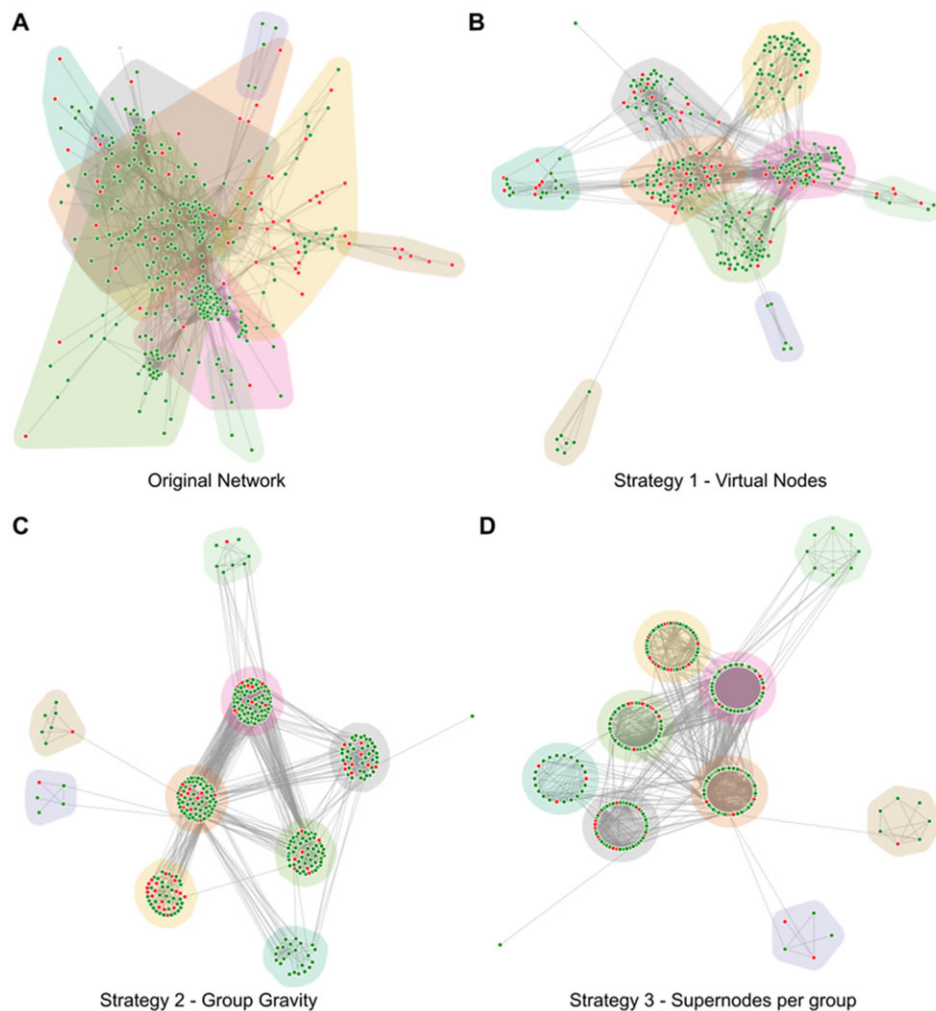 A
B
Original Network
Strategy 1 - Virtual Nodes
C
D
Strategy 2 - Group Gravity
Strategy 3 - Supernodes per group